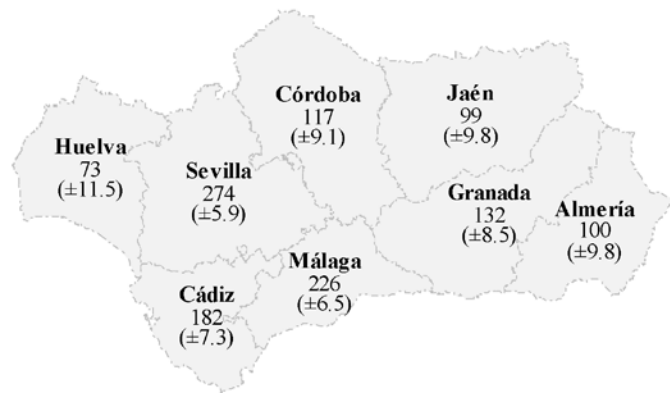 Córdoba
117
(±9.1)
Jaén
99
(±9.8)
Huelva
73
(±11.5)
Sevilla
274
(±5.9)
Granada
132
(±8.5)
Almería
100
(±9.8)
Málaga
226
(±6.5)
Cádiz
182
(±7.3)